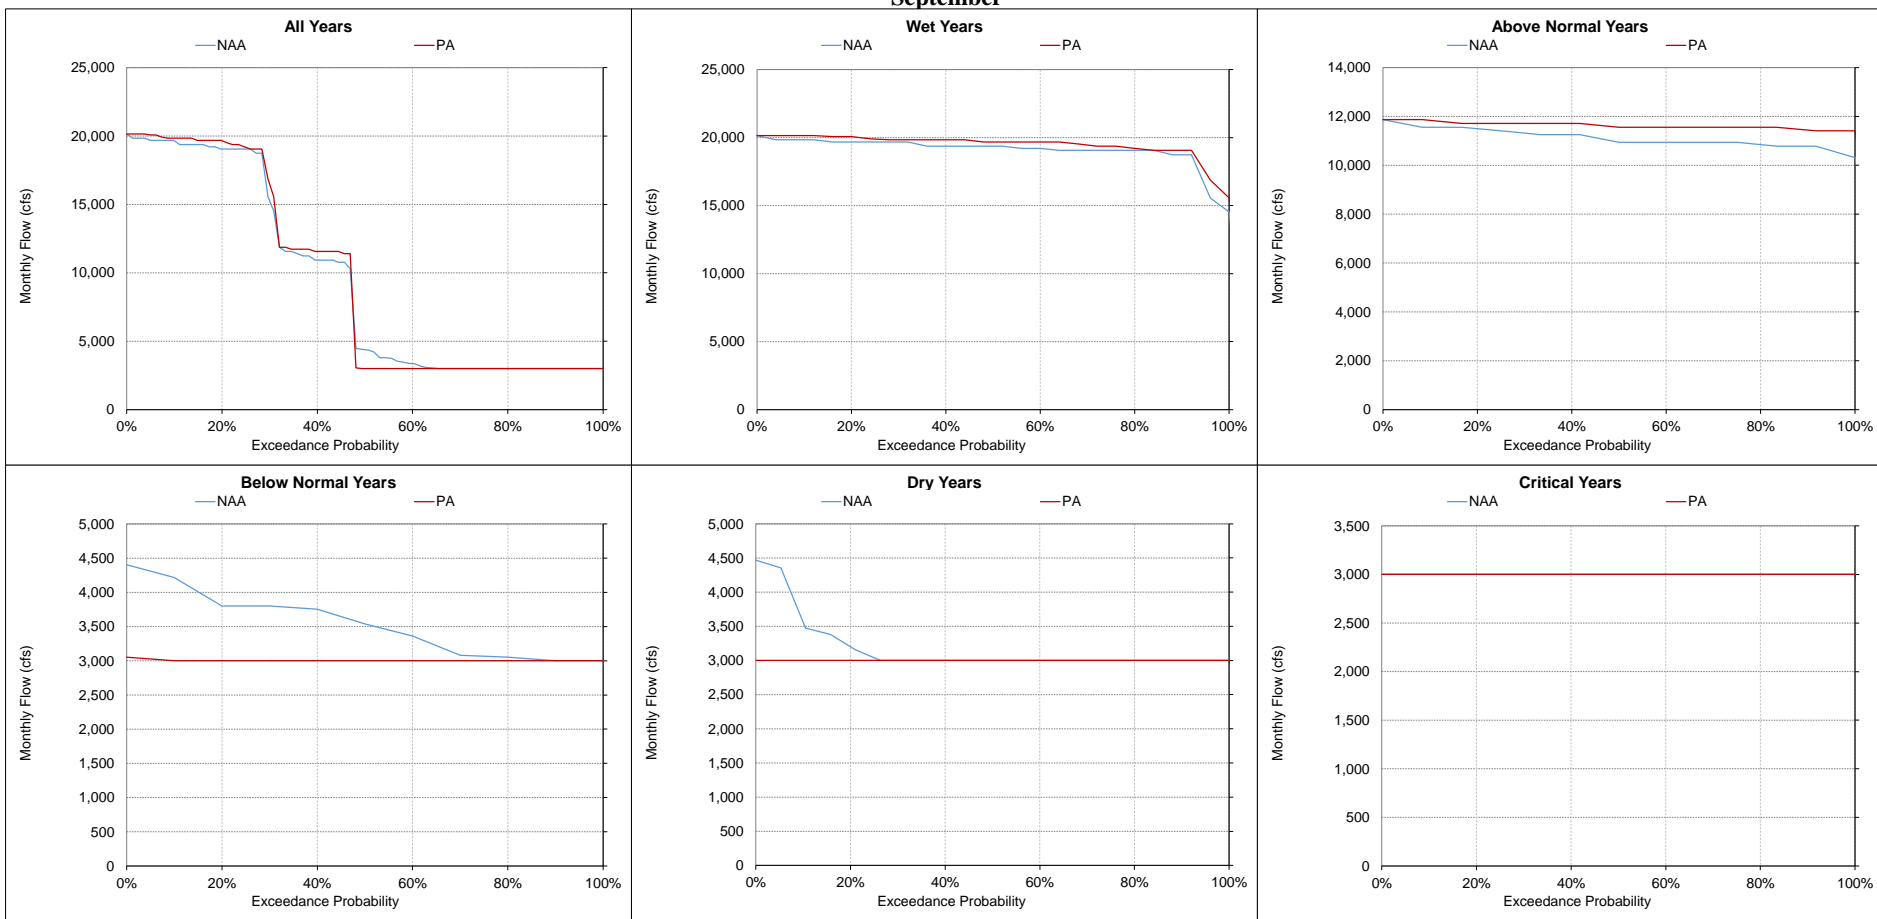 September
All Years
NAA PA
25,000
20,000
15,000
10,000
5,000
0
0% 20% 40% 60% 80% 100%
Monthly Flow (cfs)
Exceedance Probability
Wet Years
NAA PA
25,000
20,000
15,000
10,000
5,000
0
0% 20% 40% 60% 80% 100%
Monthly Flow (cfs)
Exceedance Probability
Above Normal Years
NAA PA
14,000
12,000
10,000
8,000
6,000
4,000
2,000
0
0% 20% 40% 60% 80% 100%
Monthly Flow (cfs)
Exceedance Probability
Below Normal Years
NAA PA
5,000
4,500
4,000
3,500
3,000
2,500
2,000
1,500
1,000
500
0
0% 20% 40% 60% 80% 100%
Monthly Flow (cfs)
Exceedance Probability
Dry Years
NAA PA
5,000
4,500
4,000
3,500
3,000
2,500
2,000
1,500
1,000
500
0
0% 20% 40% 60% 80% 100%
Monthly Flow (cfs)
Exceedance Probability
Critical Years
NAA PA
3,500
3,000
2,500
2,000
1,500
1,000
500
0
0% 20% 40% 60% 80% 100%
Monthly Flow (cfs)
Exceedance Probability